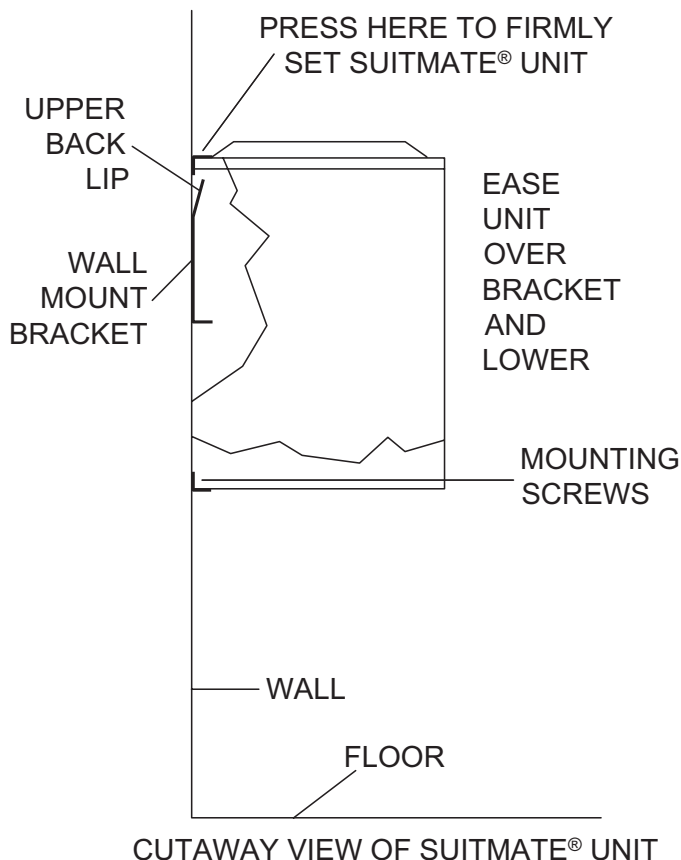 PRESS HERE TO FIRMLY
SET SUITMATE® UNIT
UPPER
BACK
LIP
EASE
UNIT
OVER
BRACKET
AND
LOWER
WALL
MOUNT
BRACKET
MOUNTING
SCREWS
WALL
FLOOR
CUTAWAY VIEW OF SUITMATE® UNIT